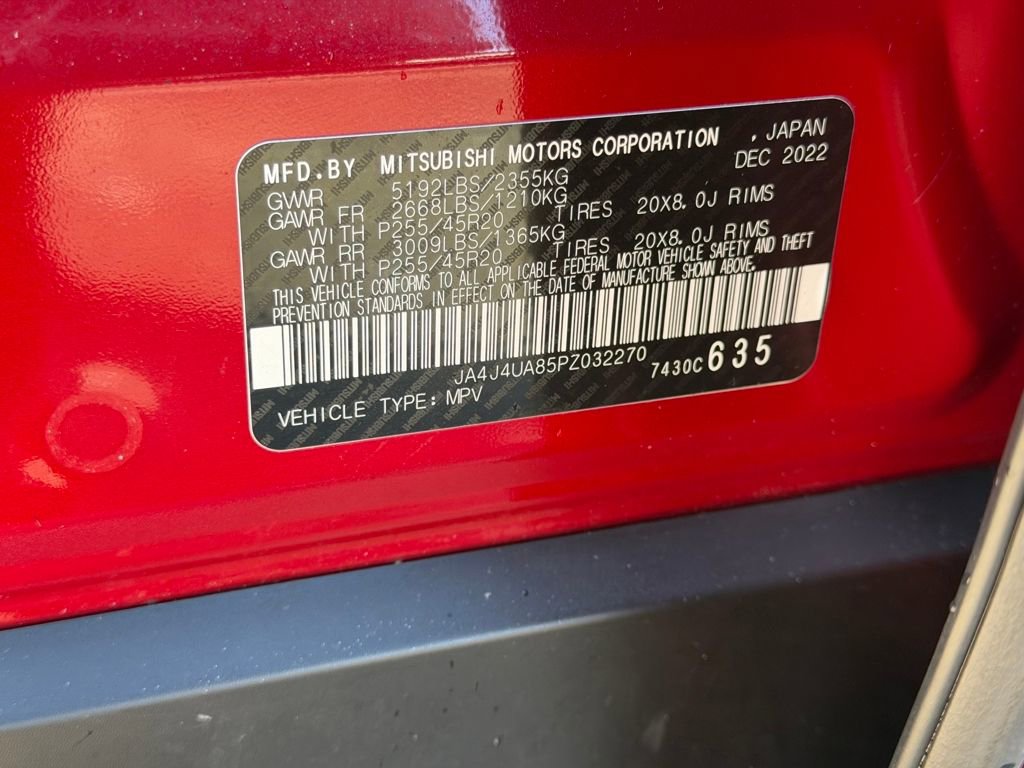 MFD.BY MITSUBISHI MOTORS CORPORATION . JAPAN
DEC 2022
GVWR 5192LBS/2355KG
GAWR FR 2668LBS/1210KG
WITH P255/45R20 TIRES 20X8.0J RIMS
GAWR RR 3009LBS/1365KG
WITH P255/45R20 TIRES 20X8.0J RIMS
THIS VEHICLE CONFORMS TO ALL APPLICABLE FEDERAL MOTOR VEHICLE SAFETY AND THEFT
PREVENTION STANDARDS IN EFFECT ON THE DATE OF MANUFACTURE SHOWN ABOVE.
JA4J4UA85PZ032270 7430C635
VEHICLE TYPE: MPV